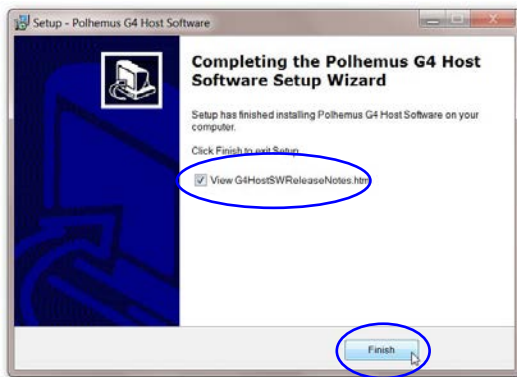 Setup - Polhemus G4 Host Software
Completing the Polhemus G4 Host
Software Setup Wizard
Setup has finished installing Polhemus G4 Host Software on your
computer.
Click Finish to exit Setup.
View G4HostSWReleaseNotes.htm
Finish